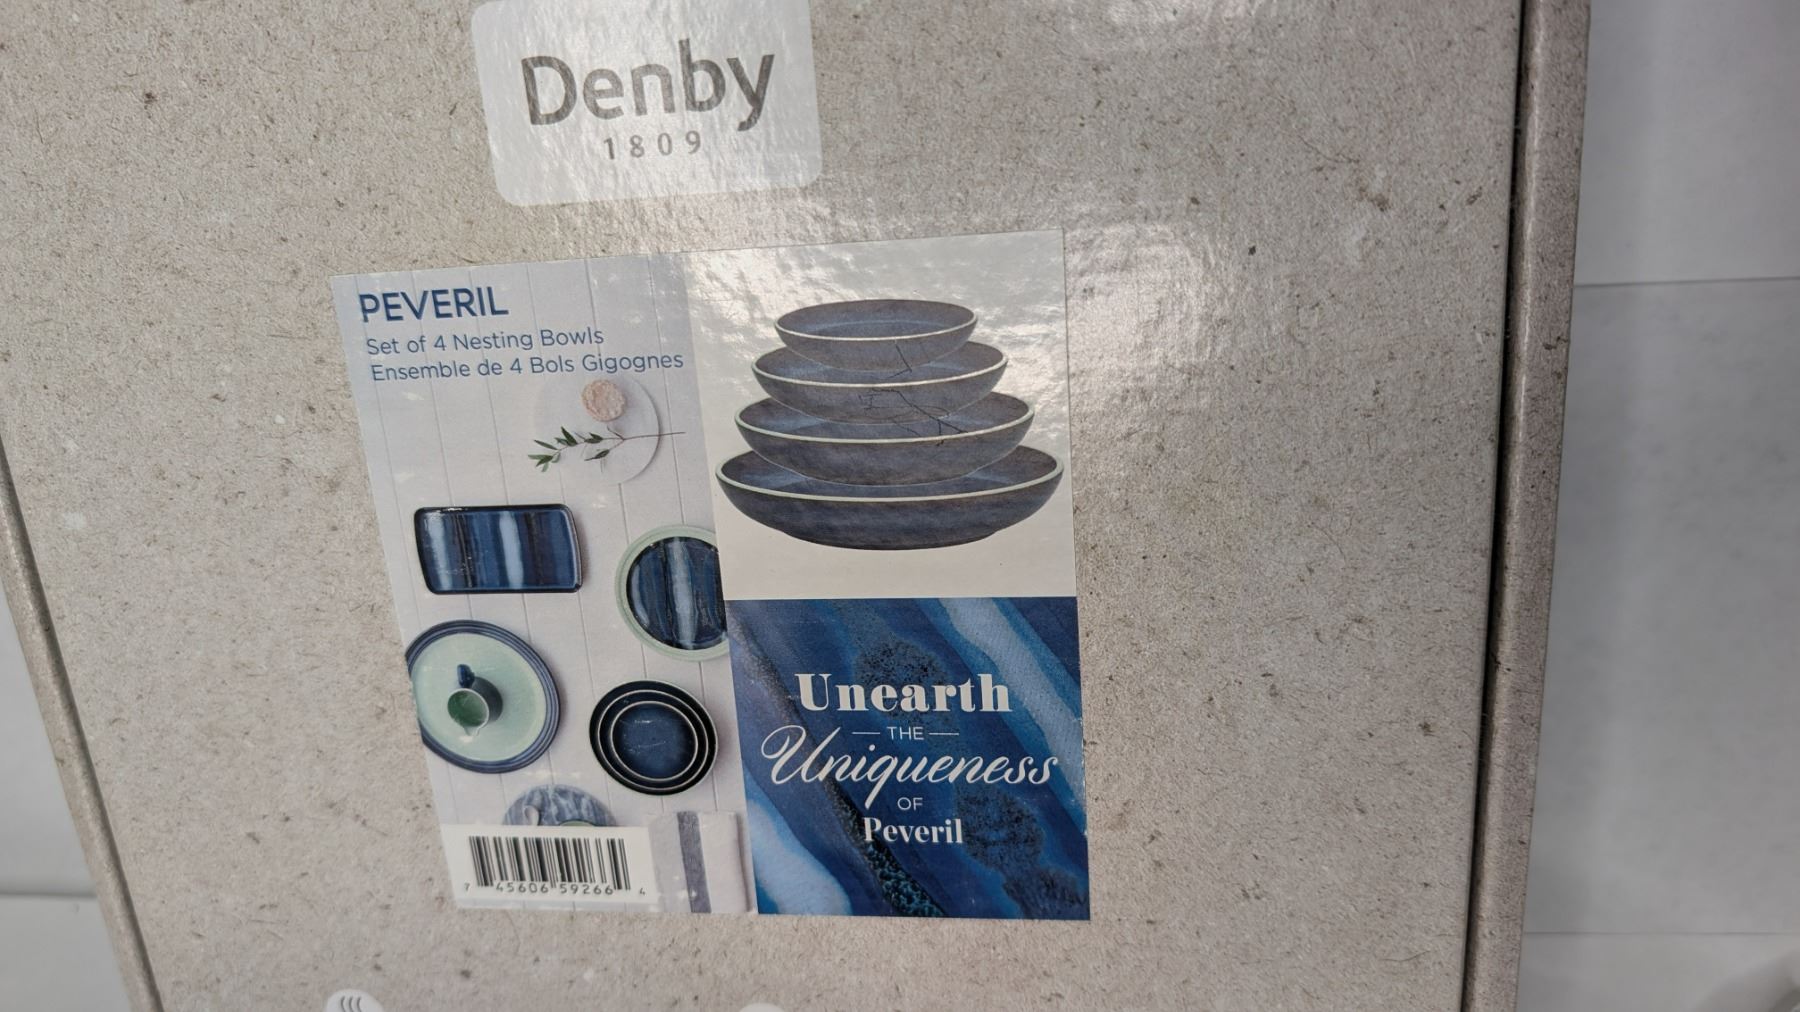 Denby
1809
PEVERIL
Set of 4 Nesting Bowls
Ensemble de 4 Bols Gigognes
Unearth
THE
Uniqueness
OF
Peveril
7 45606 59266 4